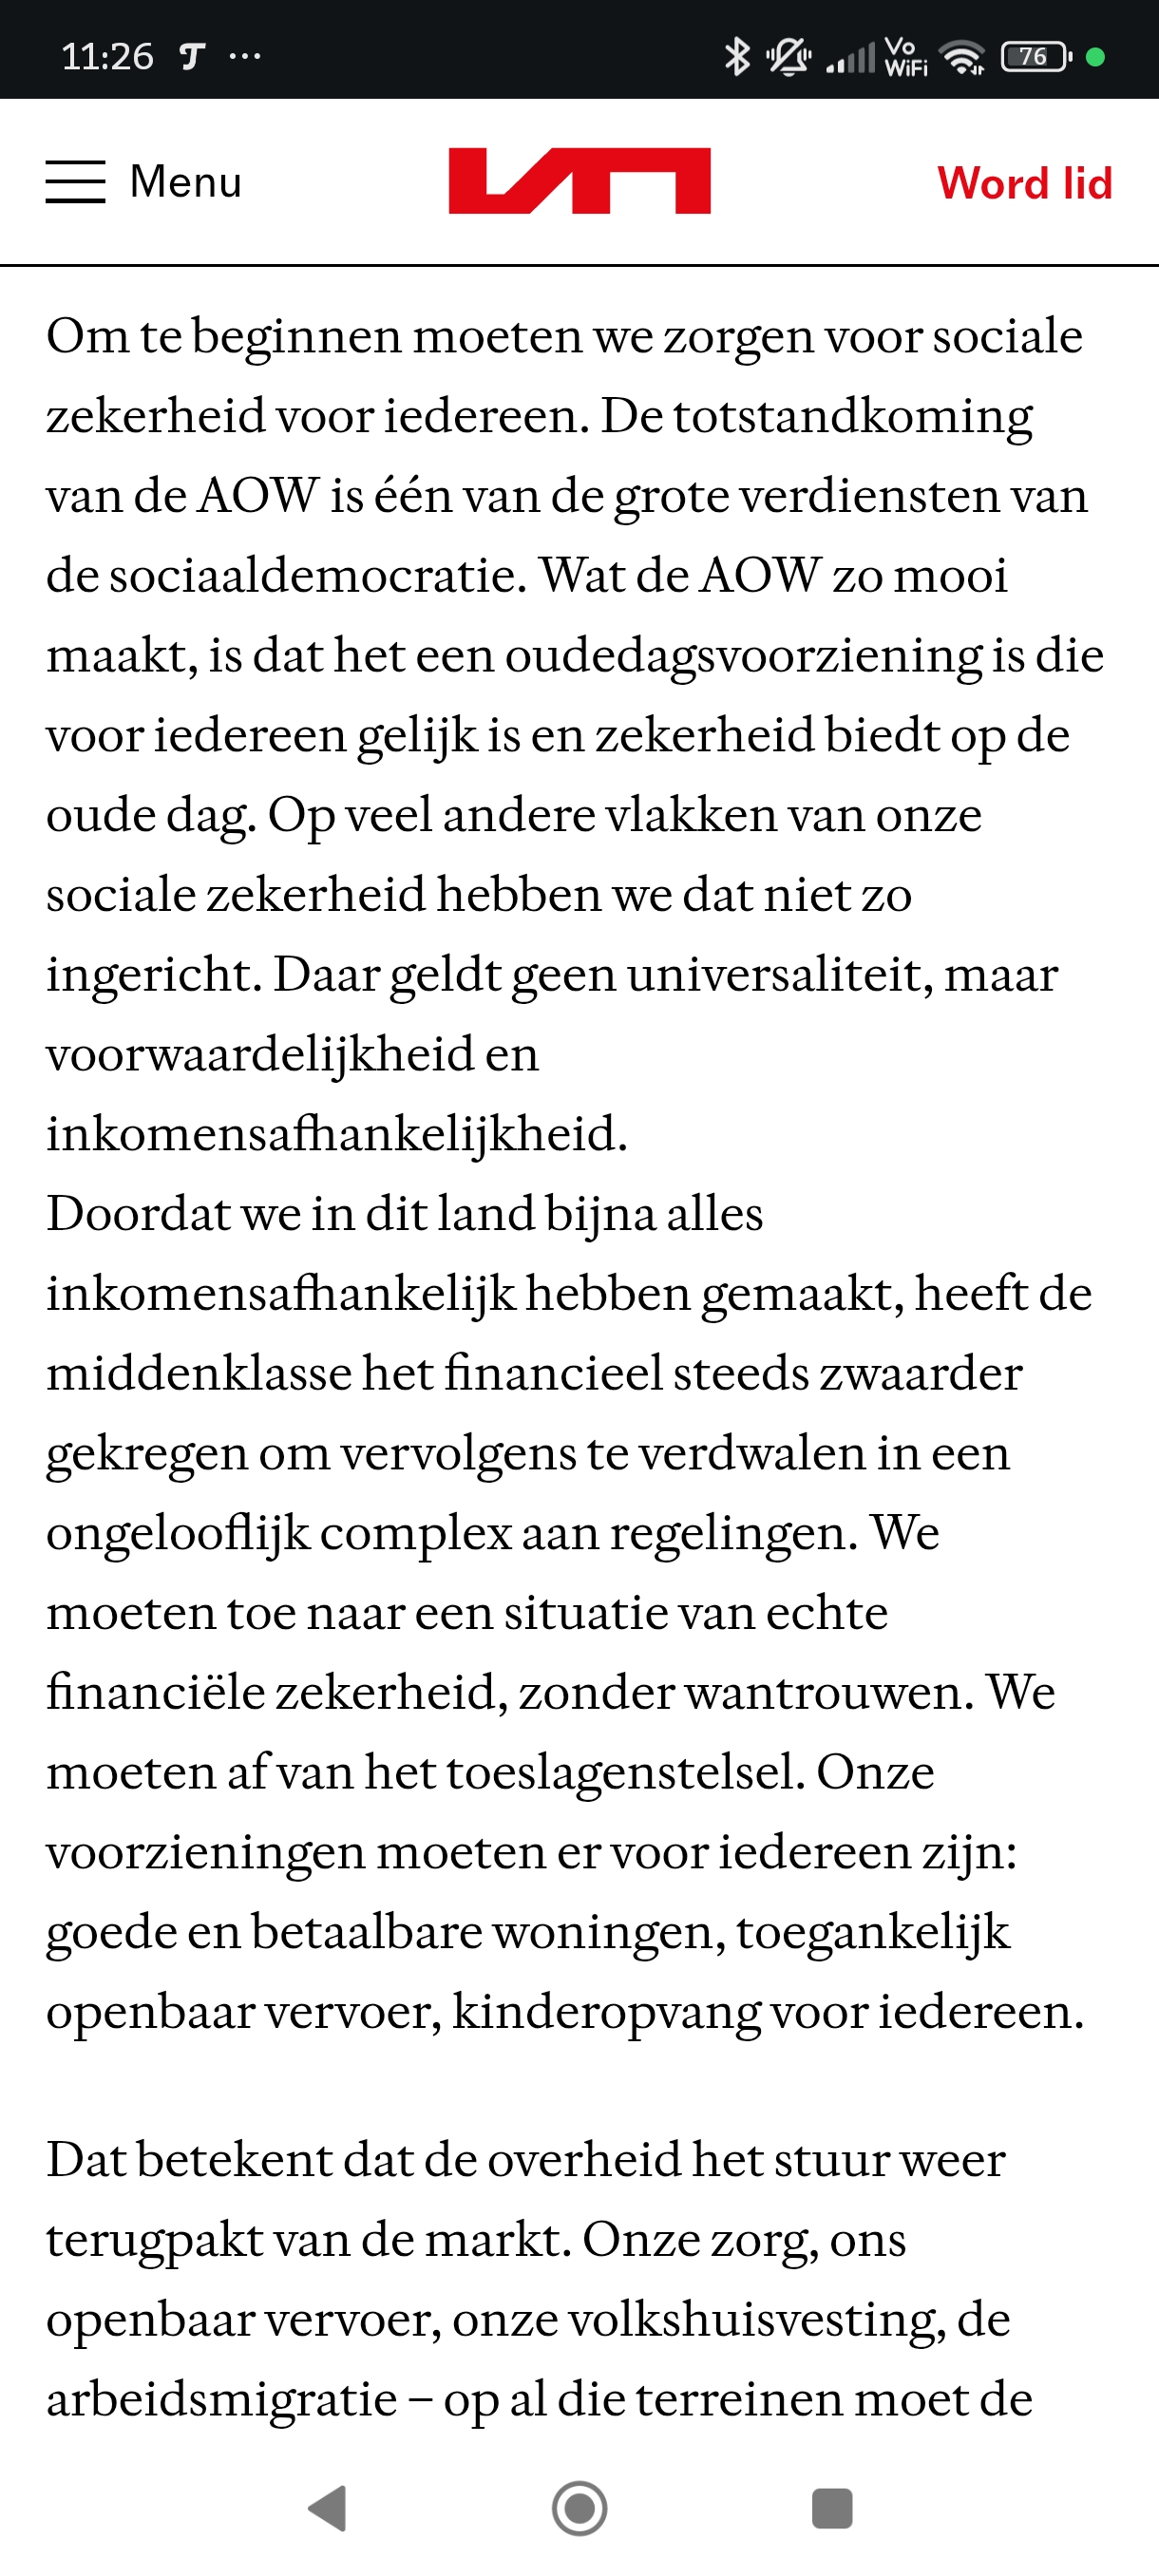 11:26
Vo
WiFi
76
Menu
Word lid
Om te beginnen moeten we zorgen voor sociale
zekerheid voor iedereen. De totstandkoming
van de AOW is één van de grote verdiensten van
de sociaaldemocratie. Wat de AOW zo mooi
maakt, is dat het een oudedagsvoorziening is die
voor iedereen gelijk is en zekerheid biedt op de
oude dag. Op veel andere vlakken van onze
sociale zekerheid hebben we dat niet zo
ingericht. Daar geldt geen universaliteit, maar
voorwaardelijkheid en
inkomensafhankelijkheid.
Doordat we in dit land bijna alles
inkomensafhankelijk hebben gemaakt, heeft de
middenklasse het financieel steeds zwaarder
gekregen om vervolgens te verdwalen in een
ongelooflijk complex aan regelingen. We
moeten toe naar een situatie van echte
financiële zekerheid, zonder wantrouwen. We
moeten af van het toeslagenstelsel. Onze
voorzieningen moeten er voor iedereen zijn:
goede en betaalbare woningen, toegankelijk
openbaar vervoer, kinderopvang voor iedereen.
Dat betekent dat de overheid het stuur weer
terugpakt van de markt. Onze zorg, ons
openbaar vervoer, onze volkshuisvesting, de
arbeidsmigratie – op al die terreinen moet de